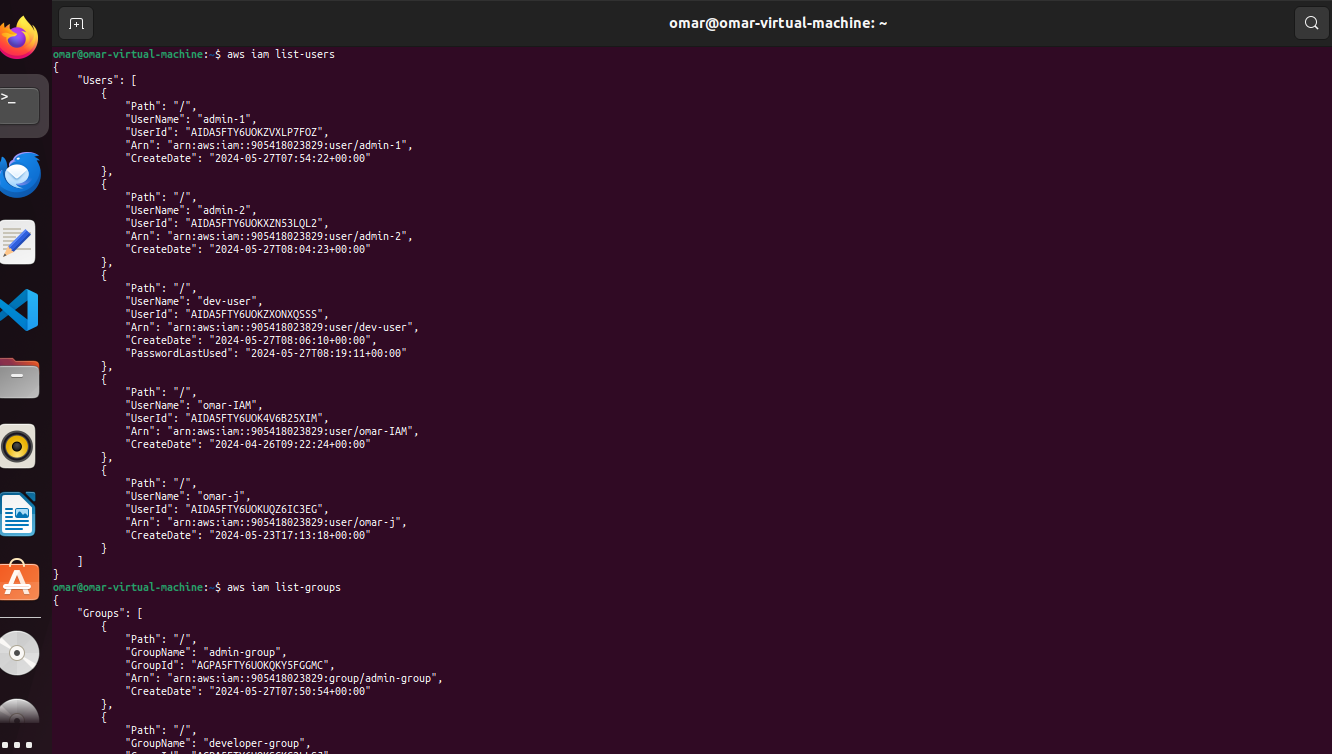 omar@omar-virtual-machine: ~
omar@omar-virtual-machine:~$ aws iam list-users
{
    "Users": [
        {
            "Path": "/",
            "UserName": "admin-1",
            "UserId": "AIDA5FTY6UOKZVXLP7FOZ",
            "Arn": "arn:aws:iam::905418023829:user/admin-1",
            "CreateDate": "2024-05-27T07:54:22+00:00"
        },
        {
            "Path": "/",
            "UserName": "admin-2",
            "UserId": "AIDA5FTY6UOKXZN53LQL2",
            "Arn": "arn:aws:iam::905418023829:user/admin-2",
            "CreateDate": "2024-05-27T08:04:23+00:00"
        },
        {
            "Path": "/",
            "UserName": "dev-user",
            "UserId": "AIDA5FTY6UOKZXONXQSSS",
            "Arn": "arn:aws:iam::905418023829:user/dev-user",
            "CreateDate": "2024-05-27T08:06:10+00:00",
            "PasswordLastUsed": "2024-05-27T08:19:11+00:00"
        },
        {
            "Path": "/",
            "UserName": "omar-IAM",
            "UserId": "AIDA5FTY6UOK4V6B25XIM",
            "Arn": "arn:aws:iam::905418023829:user/omar-IAM",
            "CreateDate": "2024-04-26T09:22:24+00:00"
        },
        {
            "Path": "/",
            "UserName": "omar-j",
            "UserId": "AIDA5FTY6UOKUQZ6IC3EG",
            "Arn": "arn:aws:iam::905418023829:user/omar-j",
            "CreateDate": "2024-05-23T17:13:18+00:00"
        }
    ]
}
omar@omar-virtual-machine:~$ aws iam list-groups
{
    "Groups": [
        {
            "Path": "/",
            "GroupName": "admin-group",
            "GroupId": "AGPA5FTY6UOKQKY5FGGMC",
            "Arn": "arn:aws:iam::905418023829:group/admin-group",
            "CreateDate": "2024-05-27T07:50:54+00:00"
        },
        {
            "Path": "/",
            "GroupName": "developer-group",